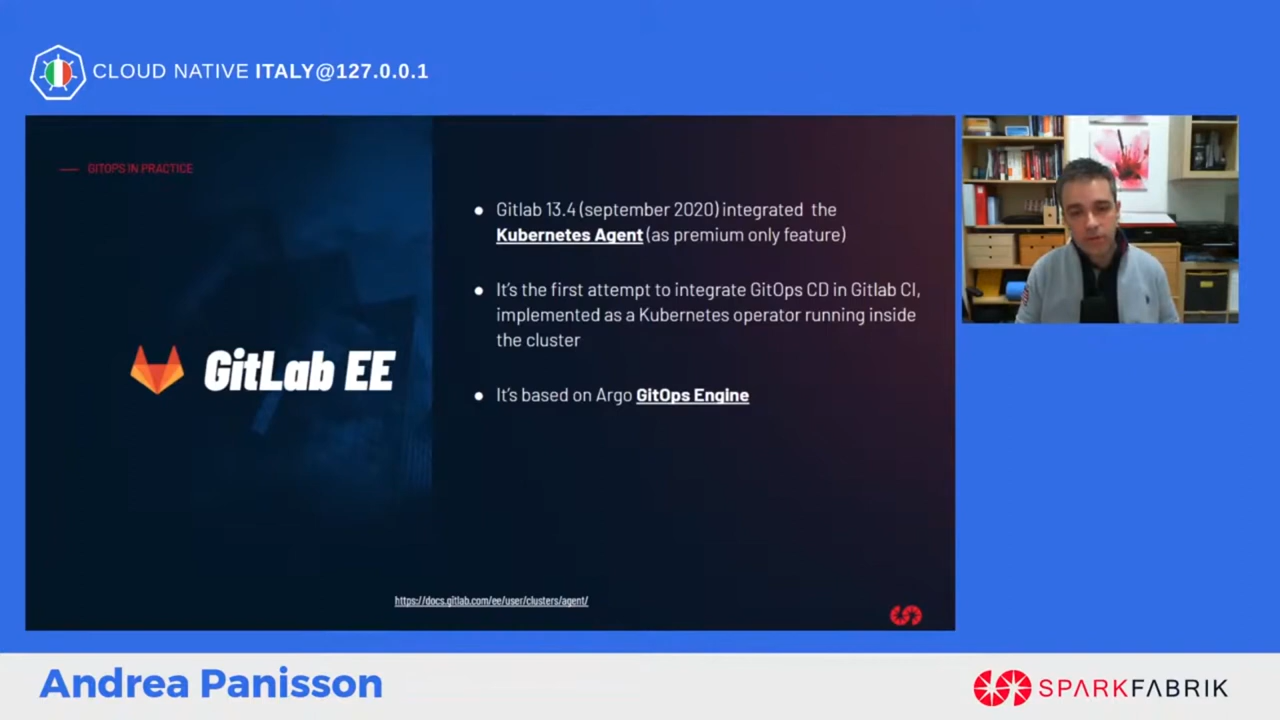 CLOUD NATIVE ITALY@127.0.0.1
GITOPS IN PRACTICE
GitLab EE
● Gitlab 13.4 (september 2020) integrated the
Kubernetes Agent (as premium only feature)
● It's the first attempt to integrate GitOps CD in Gitlab CI,
implemented as a Kubernetes operator running inside
the cluster
● It's based on Argo GitOps Engine
https://docs.gitlab.com/ee/user/clusters/agent/
Andrea Panisson
SPARKFABRIK